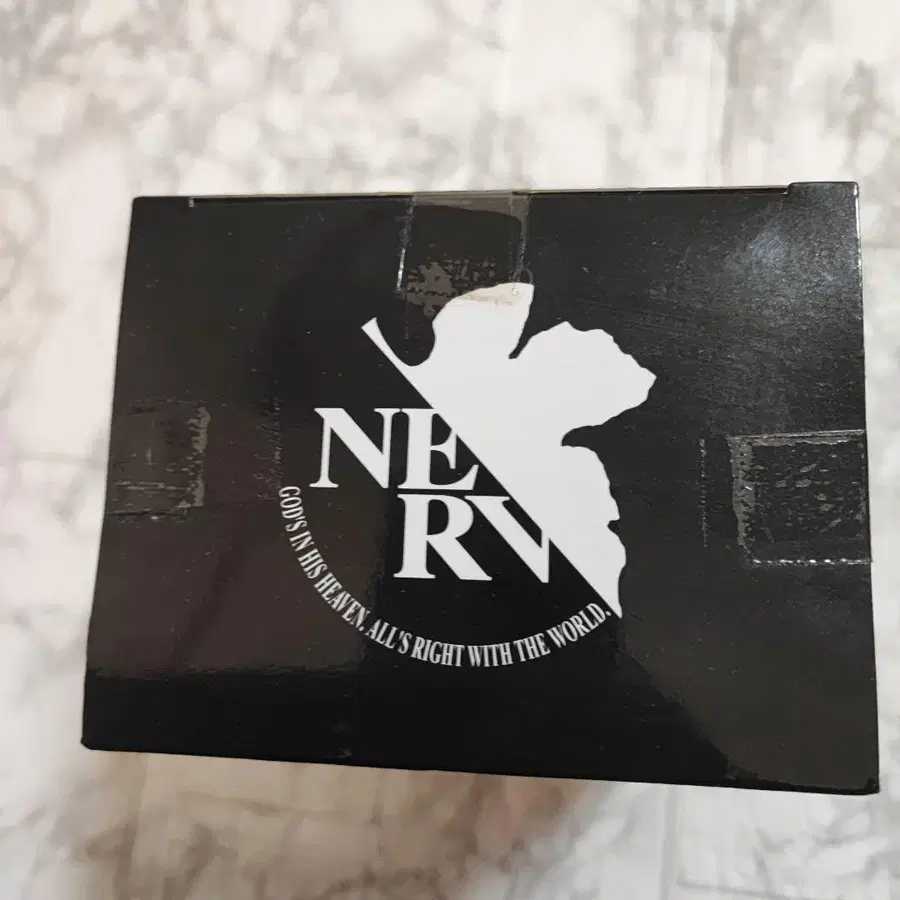 NE
RV
GOD'S IN HIS HEAVEN. ALL'S RIGHT WITH THE WORLD.